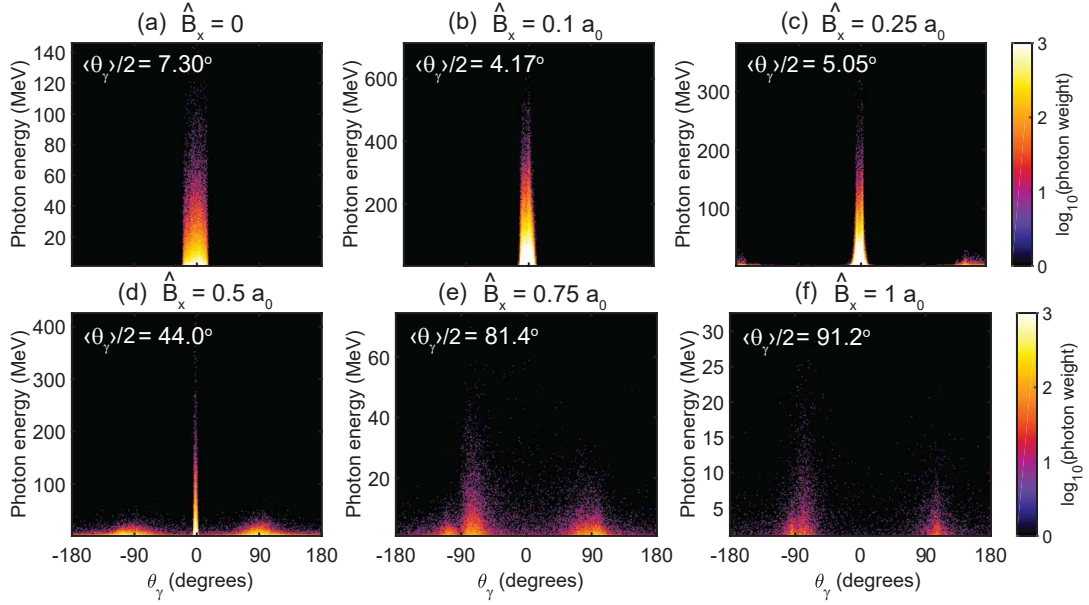 (a) B̂ₓ = 0
(b) B̂ₓ = 0.1 a₀
(c) B̂ₓ = 0.25 a₀
Photon energy (MeV)
140
120
100
80
60
40
20
⟨θᵧ⟩/2 = 7.30°
Photon energy (MeV)
600
400
200
⟨θᵧ⟩/2 = 4.17°
Photon energy (MeV)
300
200
100
⟨θᵧ⟩/2 = 5.05°
3
2
1
0
log₁₀(photon weight)
(d) B̂ₓ = 0.5 a₀
(e) B̂ₓ = 0.75 a₀
(f) B̂ₓ = 1 a₀
Photon energy (MeV)
400
300
200
100
⟨θᵧ⟩/2 = 44.0°
-180 -90 0 90 180
θᵧ (degrees)
Photon energy (MeV)
60
40
20
⟨θᵧ⟩/2 = 81.4°
-180 -90 0 90 180
θᵧ (degrees)
Photon energy (MeV)
30
25
20
15
10
5
⟨θᵧ⟩/2 = 91.2°
-180 -90 0 90 180
θᵧ (degrees)
3
2
1
0
log₁₀(photon weight)